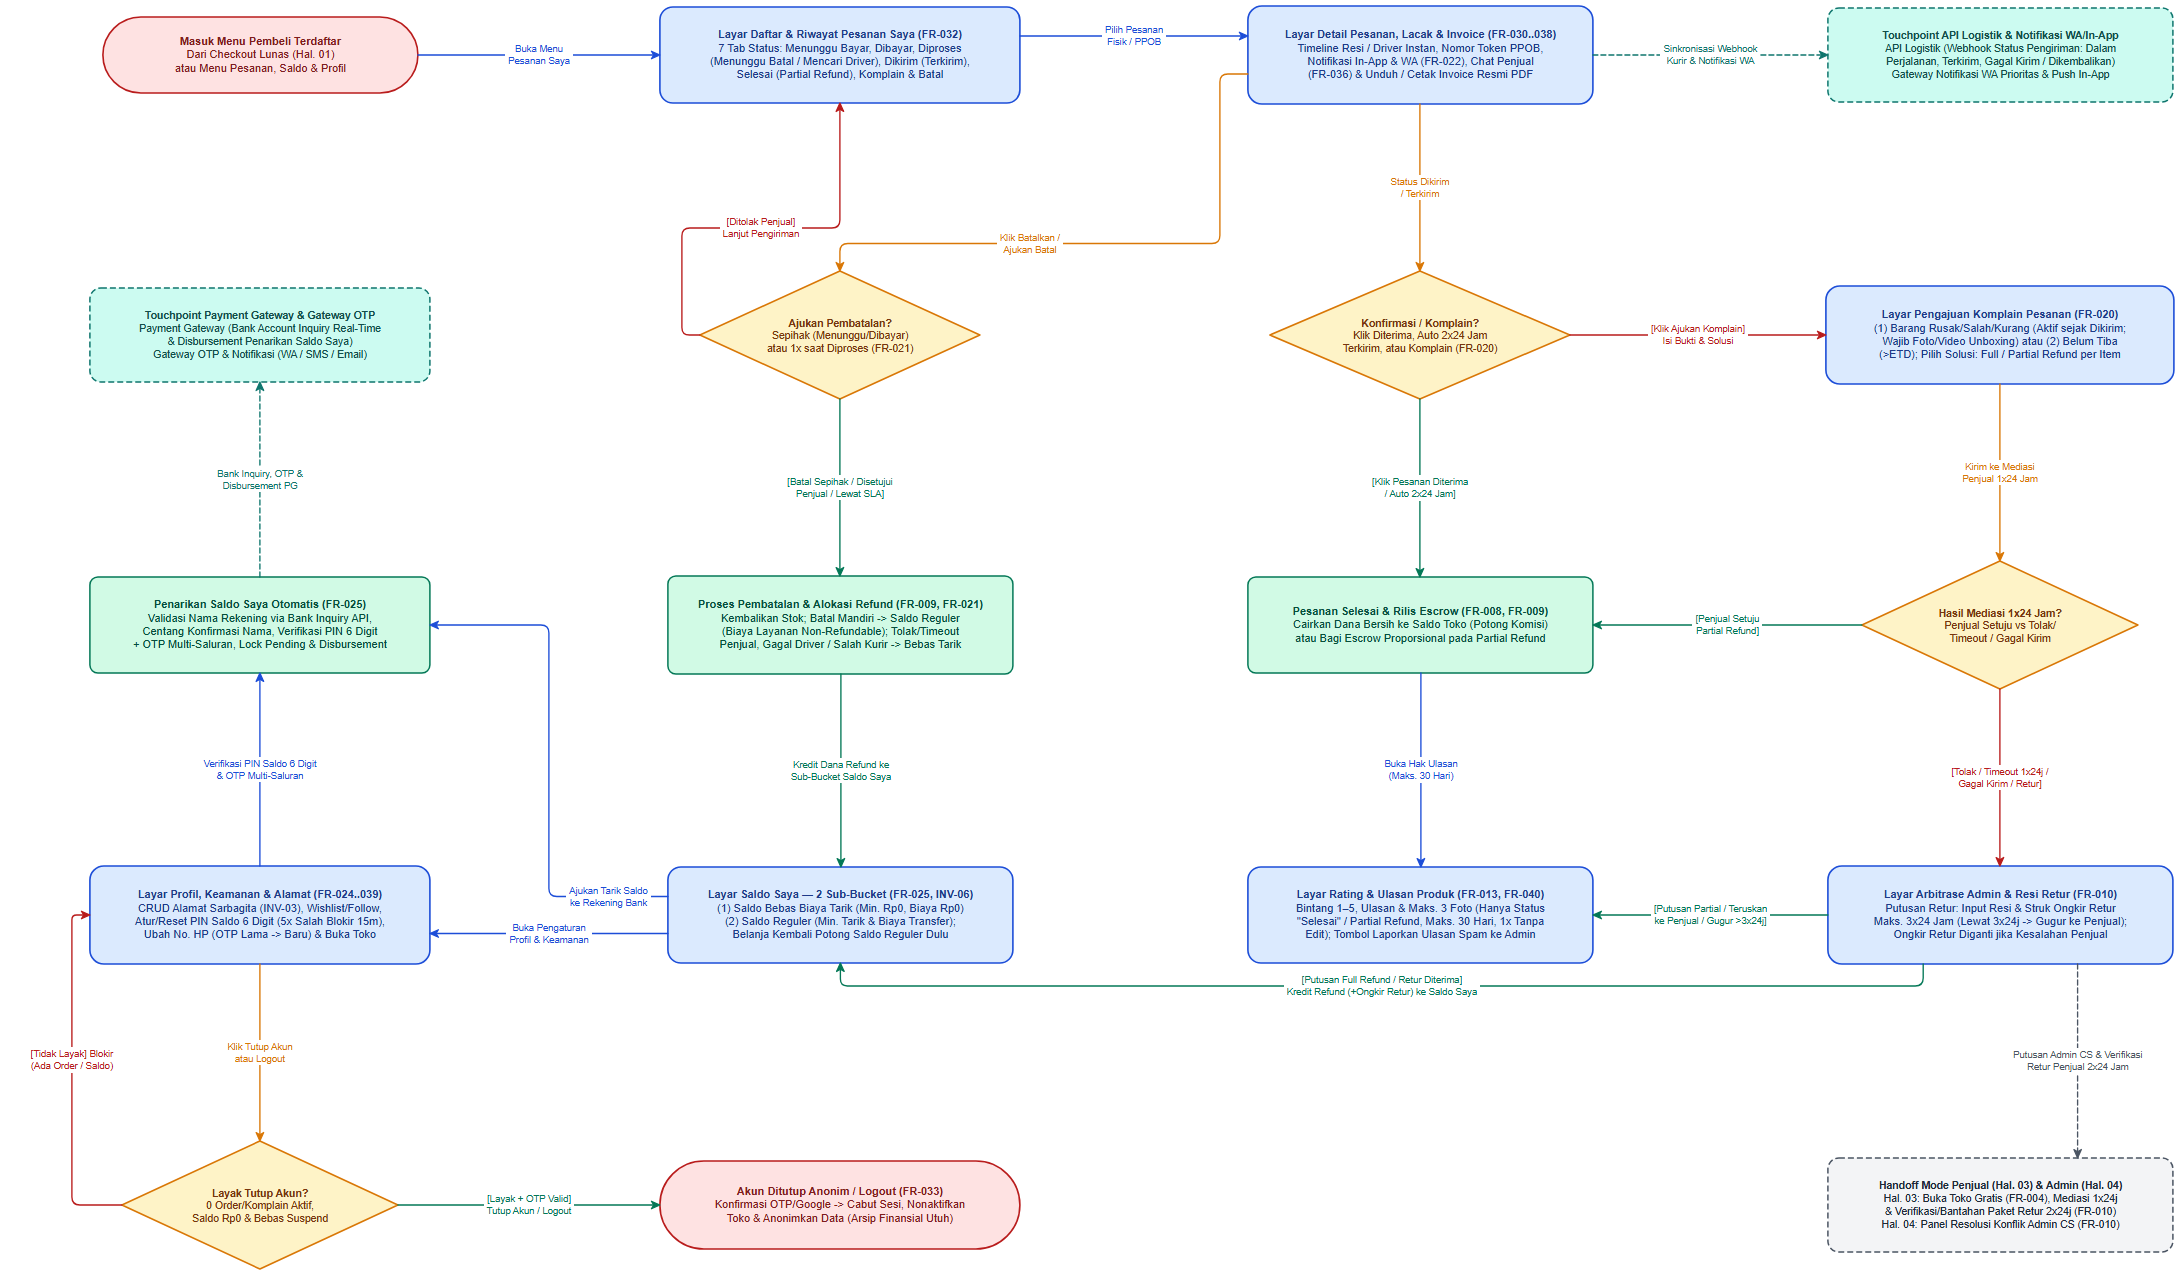 Masuk Menu Pembeli Terdaftar
Dari Checkout Lunas (Hal. 01)
atau Menu Pesanan, Saldo & Profil
Buka Menu
Pesanan Saya
Layar Daftar & Riwayat Pesanan Saya (FR-032)
7 Tab Status: Menunggu Bayar, Dibayar, Diproses
(Menunggu Batal / Mencari Driver), Dikirim (Terkirim),
Selesai (Partial Refund), Komplain & Batal
Pilih Pesanan
Fisik / PPOB
Layar Detail Pesanan, Lacak & Invoice (FR-030..038)
Timeline Resi / Driver Instan, Nomor Token PPOB,
Notifikasi In-App & WA (FR-022), Chat Penjual
(FR-036) & Unduh / Cetak Invoice Resmi PDF
Sinkronisasi Webhook
Kurir & Notifikasi WA
Touchpoint API Logistik & Notifikasi WA/In-App
API Logistik (Webhook Status Pengiriman: Dalam
Perjalanan, Terkirim, Gagal Kirim / Dikembalikan)
Gateway Notifikasi WA Prioritas & Push In-App
Status Dikirim
/ Terkirim
[Ditolak Penjual]
Lanjut Pengiriman
Klik Batalkan /
Ajukan Batal
Touchpoint Payment Gateway & Gateway OTP
Payment Gateway (Bank Account Inquiry Real-Time
& Disbursement Penarikan Saldo Saya)
Gateway OTP & Notifikasi (WA / SMS / Email)
Ajukan Pembatalan?
Sepihak (Menunggu/Dibayar)
atau 1x saat Diproses (FR-021)
Konfirmasi / Komplain?
Klik Diterima, Auto 2x24 Jam
Terkirim, atau Komplain (FR-020)
[Klik Ajukan Komplain]
Isi Bukti & Solusi
Layar Pengajuan Komplain Pesanan (FR-020)
(1) Barang Rusak/Salah/Kurang (Aktif sejak Dikirim;
Wajib Foto/Video Unboxing) atau (2) Belum Tiba
(>ETD); Pilih Solusi: Full / Partial Refund per Item
Bank Inquiry, OTP &
Disbursement PG
[Batal Sepihak / Disetujui
Penjual / Lewat SLA]
[Klik Pesanan Diterima
/ Auto 2x24 Jam]
Kirim ke Mediasi
Penjual 1x24 Jam
Penarikan Saldo Saya Otomatis (FR-025)
Validasi Nama Rekening via Bank Inquiry API,
Centang Konfirmasi Nama, Verifikasi PIN 6 Digit
+ OTP Multi-Saluran, Lock Pending & Disbursement
Proses Pembatalan & Alokasi Refund (FR-009, FR-021)
Kembalikan Stok; Batal Mandiri -> Saldo Reguler
(Biaya Layanan Non-Refundable); Tolak/Timeout
Penjual, Gagal Driver / Salah Kurir -> Bebas Tarik
Pesanan Selesai & Rilis Escrow (FR-008, FR-009)
Cairkan Dana Bersih ke Saldo Toko (Potong Komisi)
atau Bagi Escrow Proporsional pada Partial Refund
[Penjual Setuju
Partial Refund]
Hasil Mediasi 1x24 Jam?
Penjual Setuju vs Tolak/
Timeout / Gagal Kirim
Verifikasi PIN Saldo 6 Digit
& OTP Multi-Saluran
Kredit Dana Refund ke
Sub-Bucket Saldo Saya
Buka Hak Ulasan
(Maks. 30 Hari)
[Tolak / Timeout 1x24j /
Gagal Kirim / Retur]
Layar Profil, Keamanan & Alamat (FR-024..039)
CRUD Alamat Sarbagita (INV-03), Wishlist/Follow,
Atur/Reset PIN Saldo 6 Digit (5x Salah Blokir 15m),
Ubah No. HP (OTP Lama -> Baru) & Buka Toko
Ajukan Tarik Saldo
ke Rekening Bank
Buka Pengaturan
Profil & Keamanan
Layar Saldo Saya — 2 Sub-Bucket (FR-025, INV-06)
(1) Saldo Bebas Biaya Tarik (Min. Rp0, Biaya Rp0)
(2) Saldo Reguler (Min. Tarik & Biaya Transfer);
Belanja Kembali Potong Saldo Reguler Dulu
Layar Rating & Ulasan Produk (FR-013, FR-040)
Bintang 1–5, Ulasan & Maks. 3 Foto (Hanya Status
"Selesai" / Partial Refund, Maks. 30 Hari, 1x Tanpa
Edit); Tombol Laporkan Ulasan Spam ke Admin
[Putusan Partial / Teruskan
ke Penjual / Gugur >3x24j]
Layar Arbitrase Admin & Resi Retur (FR-010)
Putusan Retur: Input Resi & Struk Ongkir Retur
Maks. 3x24 Jam (Lewat 3x24j -> Gugur ke Penjual);
Ongkir Retur Diganti jika Kesalahan Penjual
[Putusan Full Refund / Retur Diterima]
Kredit Refund (+Ongkir Retur) ke Saldo Saya
[Tidak Layak] Blokir
(Ada Order / Saldo)
Klik Tutup Akun
atau Logout
Putusan Admin CS & Verifikasi
Retur Penjual 2x24 Jam
Layak Tutup Akun?
0 Order/Komplain Aktif,
Saldo Rp0 & Bebas Suspend
[Layak + OTP Valid]
Tutup Akun / Logout
Akun Ditutup Anonim / Logout (FR-033)
Konfirmasi OTP/Google -> Cabut Sesi, Nonaktifkan
Toko & Anonimkan Data (Arsip Finansial Utuh)
Handoff Mode Penjual (Hal. 03) & Admin (Hal. 04)
Hal. 03: Buka Toko Gratis (FR-004), Mediasi 1x24j
& Verifikasi/Bantahan Paket Retur 2x24j (FR-010)
Hal. 04: Panel Resolusi Konflik Admin CS (FR-010)